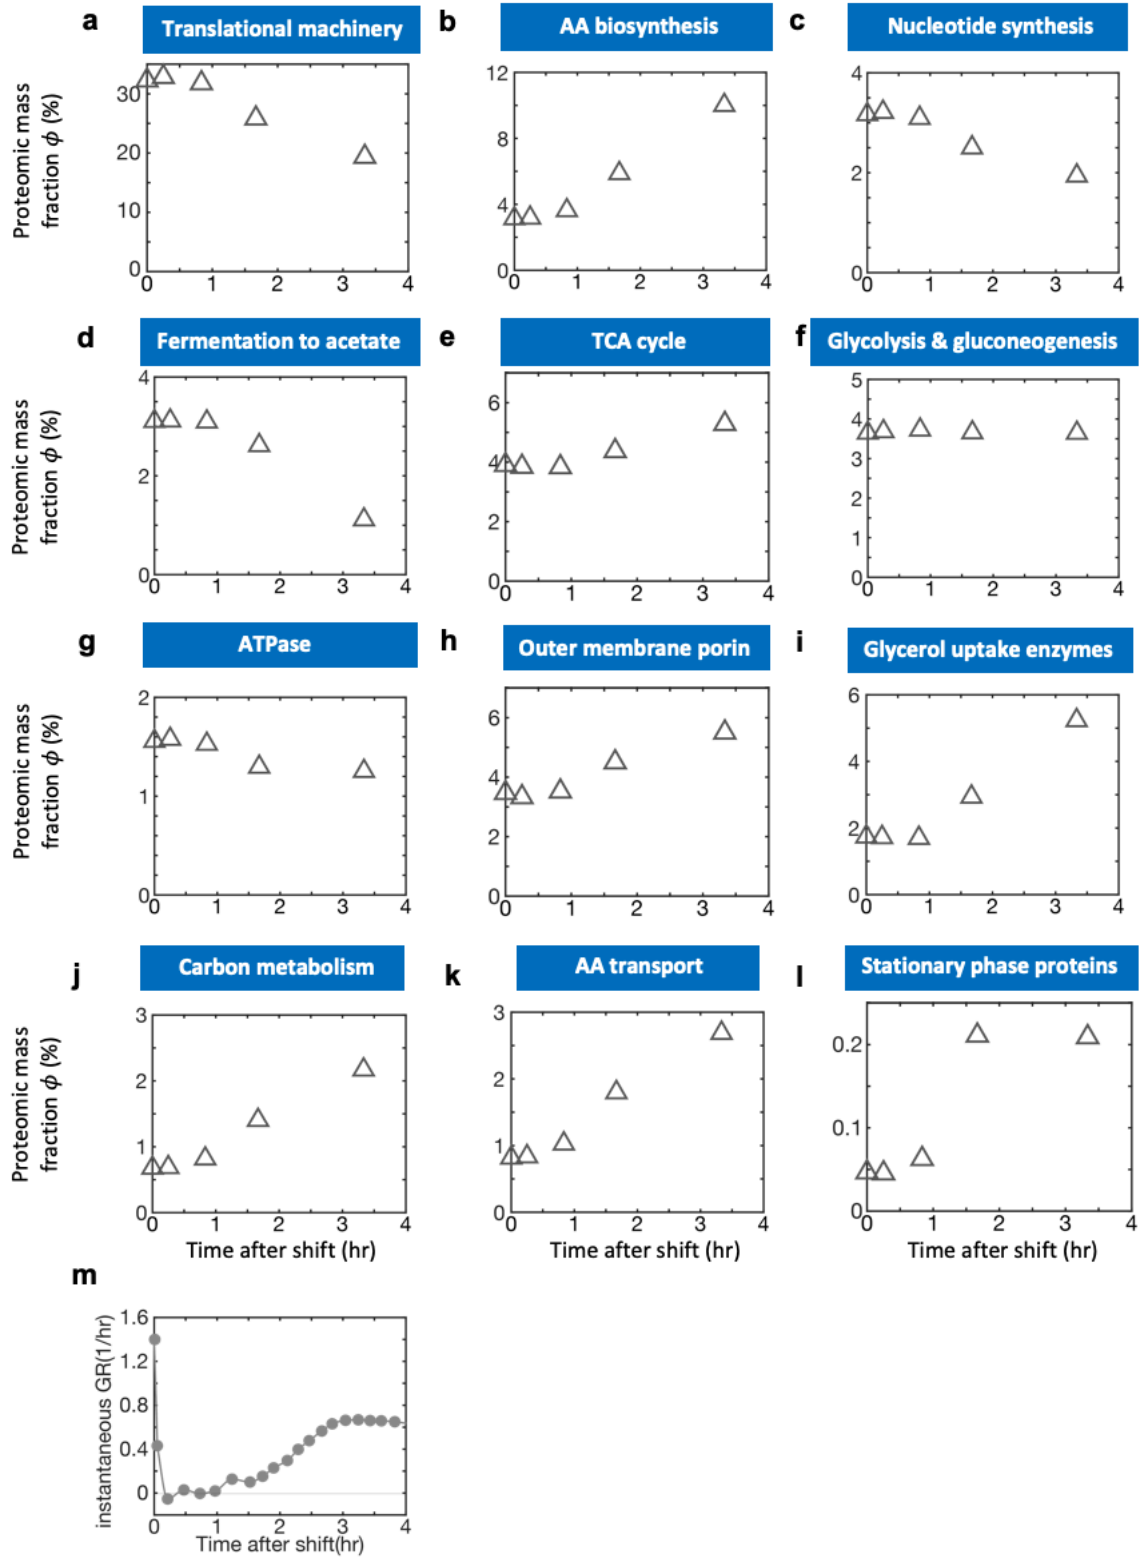 a Translational machinery
b AA biosynthesis
c Nucleotide synthesis
Proteomic mass
fraction ϕ (%)
30
20
10
0
0 1 2 3 4
12
8
4
0
0 1 2 3 4
4
2
0
0 1 2 3 4
d Fermentation to acetate
e TCA cycle
f Glycolysis & gluconeogenesis
Proteomic mass
fraction ϕ (%)
4
2
0
0 1 2 3 4
6
4
2
0
0 1 2 3 4
5
4
3
2
1
0
0 1 2 3 4
g ATPase
h Outer membrane porin
i Glycerol uptake enzymes
Proteomic mass
fraction ϕ (%)
2
1
0
0 1 2 3 4
6
4
2
0
0 1 2 3 4
6
4
2
0
0 1 2 3 4
j Carbon metabolism
k AA transport
l Stationary phase proteins
Proteomic mass
fraction ϕ (%)
3
2
1
0
0 1 2 3 4
Time after shift (hr)
3
2
1
0
0 1 2 3 4
Time after shift (hr)
0.2
0.1
0
0 1 2 3 4
Time after shift (hr)
m
instantaneous GR(1/hr)
1.6
1.2
0.8
0.4
0
0 1 2 3 4
Time after shift(hr)